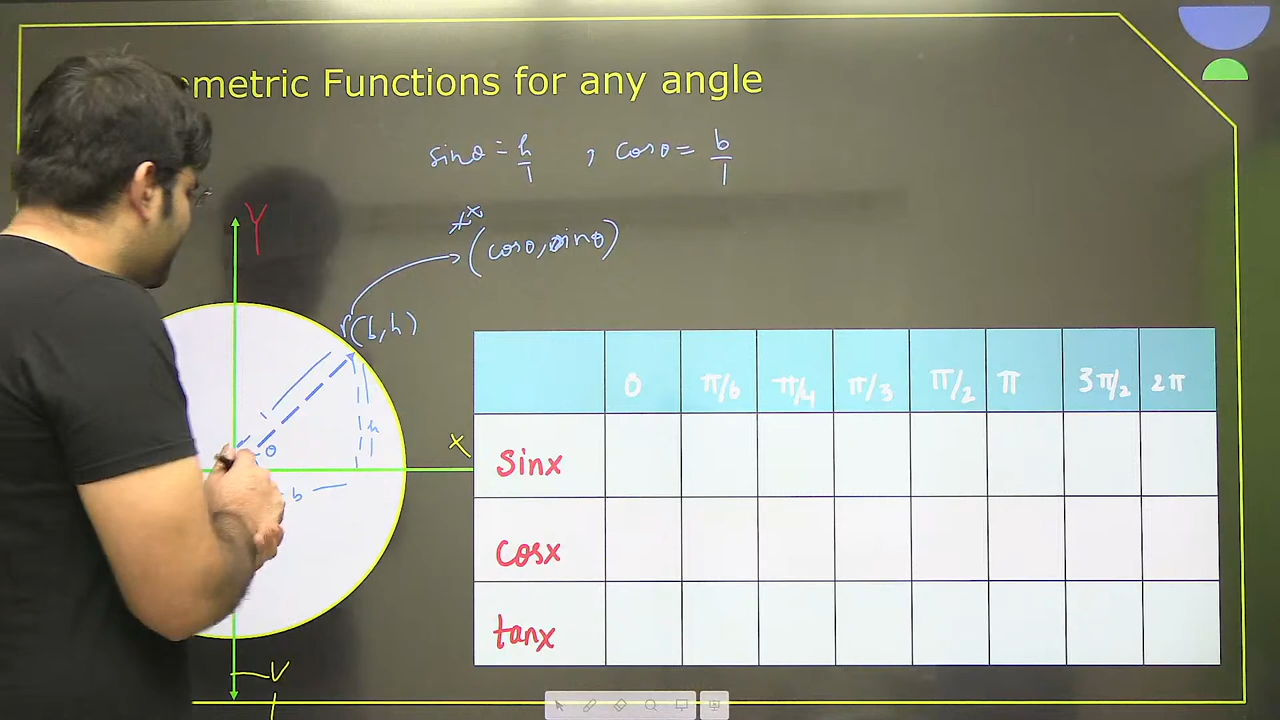 ometric Functions for any angle
sinθ = h/1 , cosθ = b/1
Y
(cosθ, sinθ)
P(b, h)
0 π/6 π/4 π/3 π/2 π 3π/2 2π
h
X
θ
sinx
b
cosx
tanx